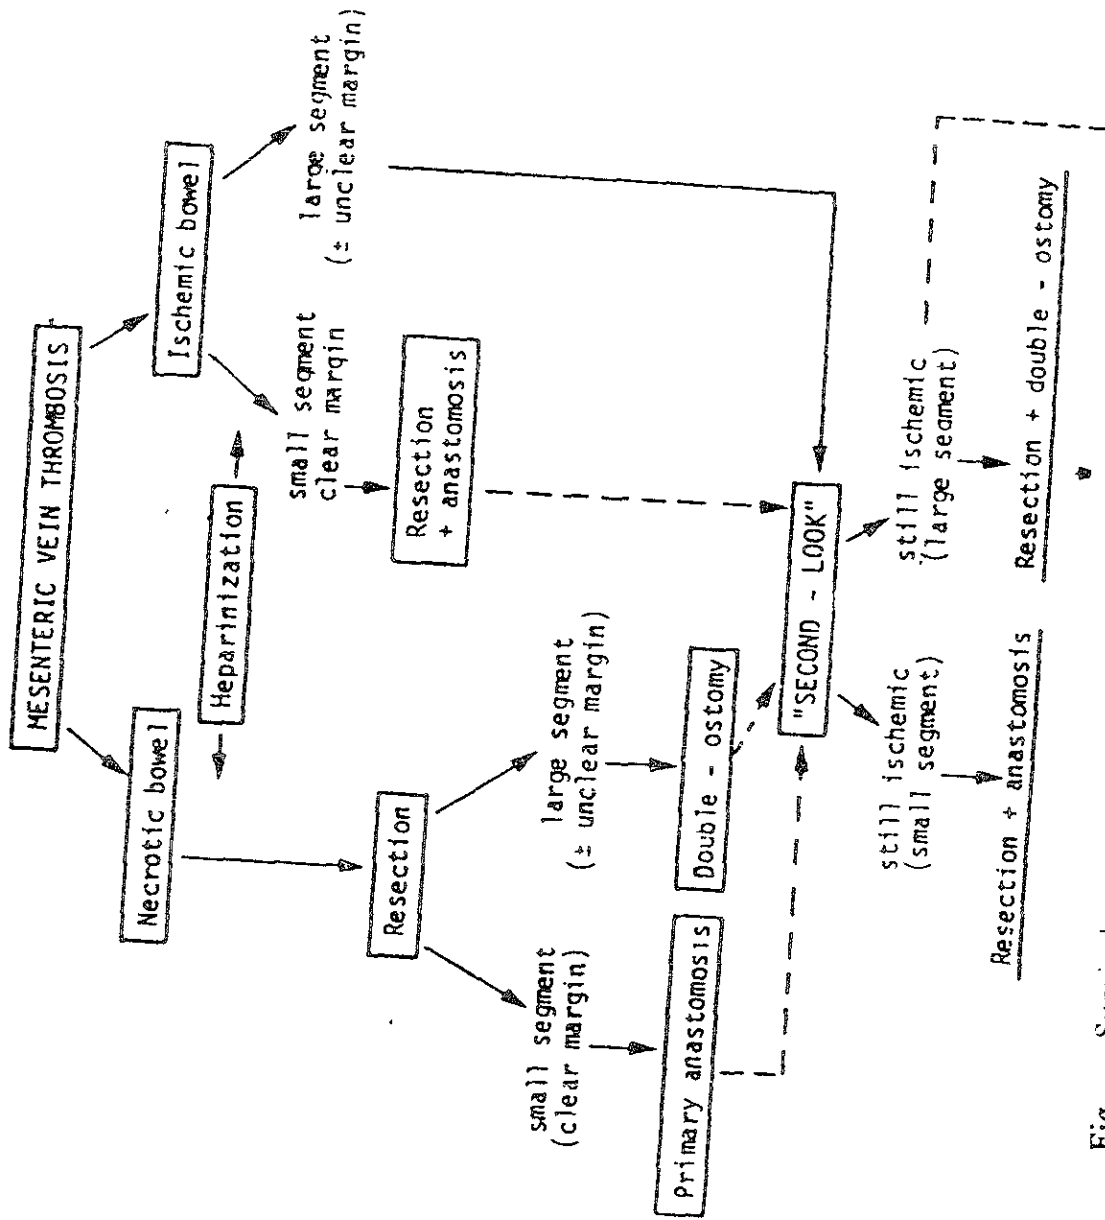 MESENTERIC VEIN THROMBOSIS
Necrotic bowel
Ischemic bowel
Heparinization
small segment
clear margin
large segment
(± unclear margin)
Resection
Resection
+ anastomosis
small segment
(clear margin)
large segment
(± unclear margin)
Primary anastomosis
Double - ostomy
"SECOND - LOOK"
still ischemic
(small segment)
still ischemic
(large segment)
Resection + anastomosis
Resection + double - ostomy
Fig